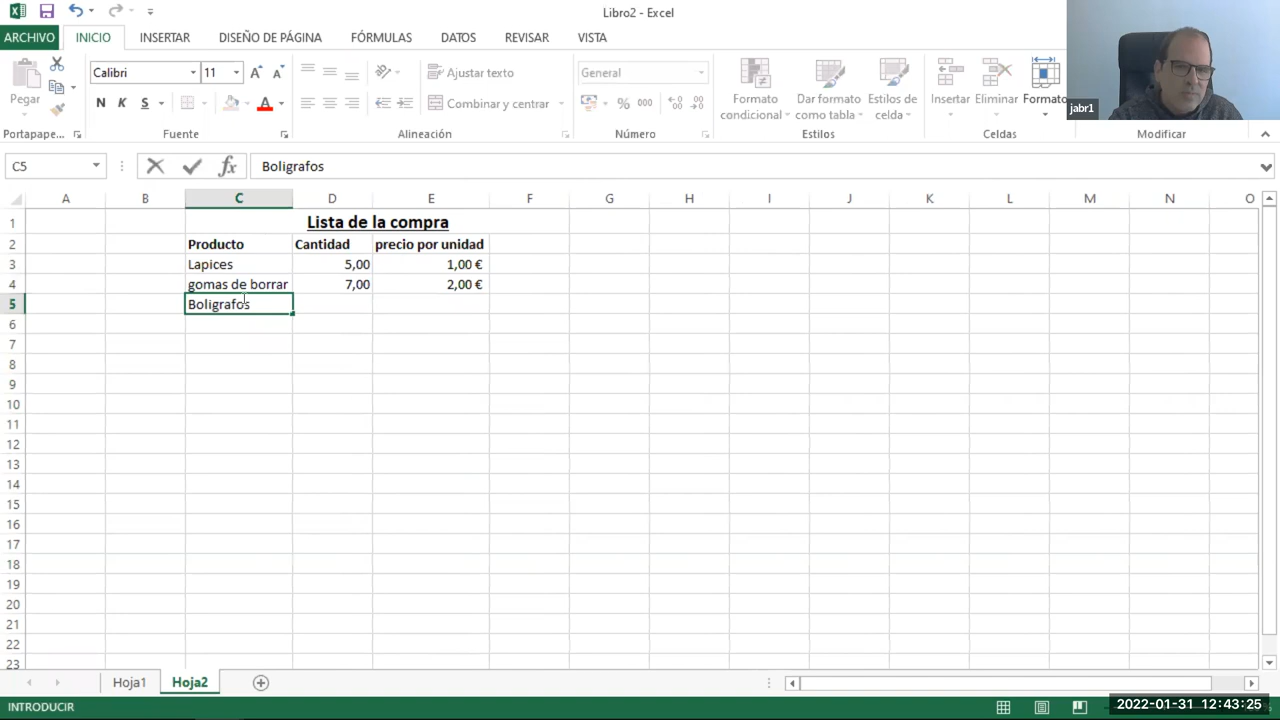 Libro2 - Excel
ARCHIVO INICIO INSERTAR DISEÑO DE PÁGINA FÓRMULAS DATOS REVISAR VISTA
Pegar
Calibri 11
N K S
Ajustar texto
Combinar y centrar
General
% 000
Formato condicional
Dar formato como tabla
Estilos de celda
Insertar Eliminar Formato
jabr1
Portapape... Fuente Alineación Número Estilos Celdas Modificar
C5 fx Boligrafos
A B C D E F G H I J K L M N O
1 Lista de la compra
2 Producto Cantidad precio por unidad
3 Lapices 5,00 1,00 €
4 gomas de borrar 7,00 2,00 €
5 Boligrafos
6
7
8
9
10
11
12
13
14
15
16
17
18
19
20
21
22
23
Hoja1 Hoja2
INTRODUCIR
2022-01-31 12:43:25